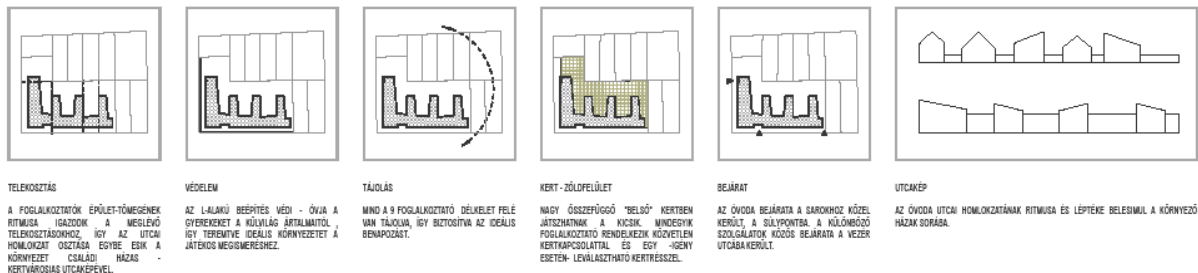 TELEKOSZTÁS
A FOGLALKOZTATÓK ÉPÜLET-TÖMEGÉNEK
RITMUSA IGAZODIK A MEGLÉVŐ
TELEKOSZTÁSOKHOZ, ÍGY AZ UTCAI
HOMLOKZAT OSZTÁSA EGYBE ESIK A
KÖRNYEZET CSALÁDI HÁZAS -
KERTVÁROSIAS UTCAKÉPÉVEL.
VÉDELEM
AZ L-ALAKÚ BEÉPÍTÉS VÉDI - ÓVJA A
GYEREKEKET A KÜLVILÁG ÁRTALMAITÓL ,
ÍGY TEREMTVE IDEÁLIS KÖRNYEZETET A
JÁTÉKOS MEGISMERÉSHEZ.
TÁJOLÁS
MIND A 9 FOGLALKOZTATÓ DÉLKELET FELÉ
VAN TÁJOLVA, ÍGY BIZTOSÍTVA AZ IDEÁLIS
BENAPOZÁST.
KERT - ZÖLDFELÜLET
NAGY ÖSSZEFÜGGŐ "BELSŐ" KERTBEN
JÁTSZHATNAK A KICSIK. MINDEGYIK
FOGLALKOZTATÓ RENDELKEZIK KÖZVETLEN
KERTKAPCSOLATTAL ÉS EGY -IGÉNY
ESETÉN- LEVÁLASZTHATÓ KERTRÉSSZEL.
BEJÁRAT
AZ ÓVODA BEJÁRATA A SAROKHOZ KÖZEL
KERÜLT, A SÚLYPONTBA. A KÜLÖNBÖZŐ
SZOLGÁLATOK KÖZÖS BEJÁRATA A VEZÉR
UTCÁBA KERÜLT.
UTCAKÉP
AZ ÓVODA UTCAI HOMLOKZATÁNAK RITMUSA ÉS LÉPTÉKE BELESIMUL A KÖRNYEZŐ
HÁZAK SORÁBA.